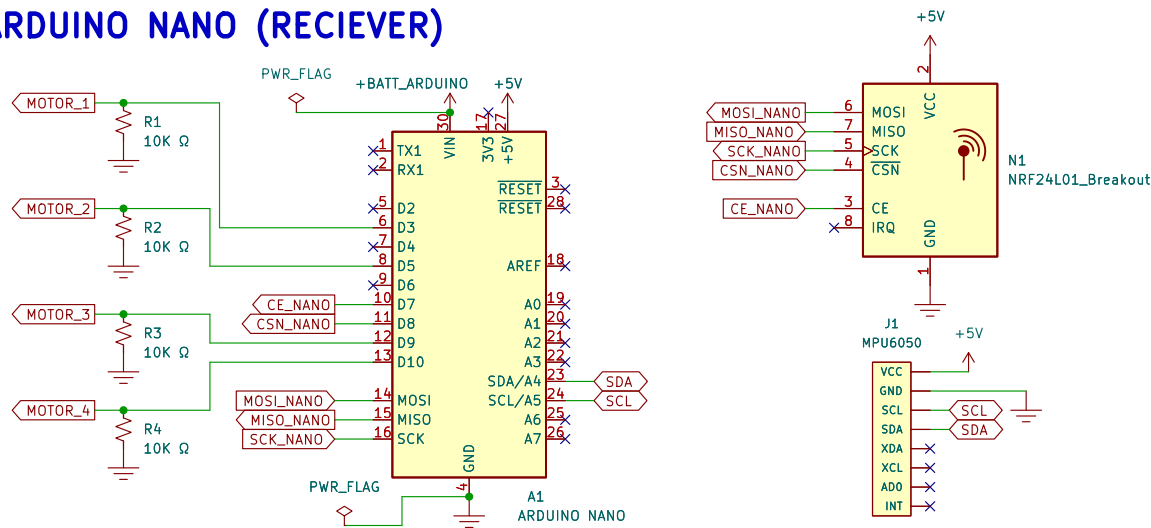 ARDUINO NANO (RECIEVER)
MOTOR_1
R1
10K Ω
MOTOR_2
R2
10K Ω
MOTOR_3
R3
10K Ω
MOTOR_4
R4
10K Ω
PWR_FLAG
+BATT_ARDUINO
+5V
30
17
27
VIN
3V3
+5V
1 TX1
2 RX1
5 D2
6 D3
7 D4
8 D5
9 D6
CE_NANO 10 D7
CSN_NANO 11 D8
12 D9
13 D10
MOSI_NANO 14 MOSI
MISO_NANO 15 MISO
SCK_NANO 16 SCK
RESET 3
RESET 28
AREF 18
A0 19
A1 20
A2 21
A3 22
SDA/A4 23 SDA
SCL/A5 24 SCL
A6 25
A7 26
GND
4
PWR_FLAG
A1
ARDUINO NANO
+5V
2
VCC
MOSI_NANO 6 MOSI
MISO_NANO 7 MISO
SCK_NANO 5 SCK
CSN_NANO 4 CSN
CE_NANO 3 CE
8 IRQ
GND
1
N1
NRF24L01_Breakout
J1
MPU6050
+5V
VCC
GND
SCL SCL
SDA SDA
XDA
XCL
AD0
INT